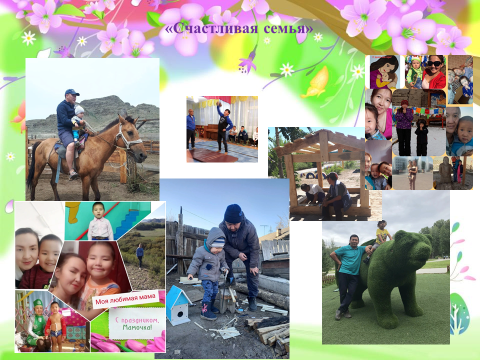 «Счастливая семья»
Моя любимая мама
С праздником,
Мамочка!